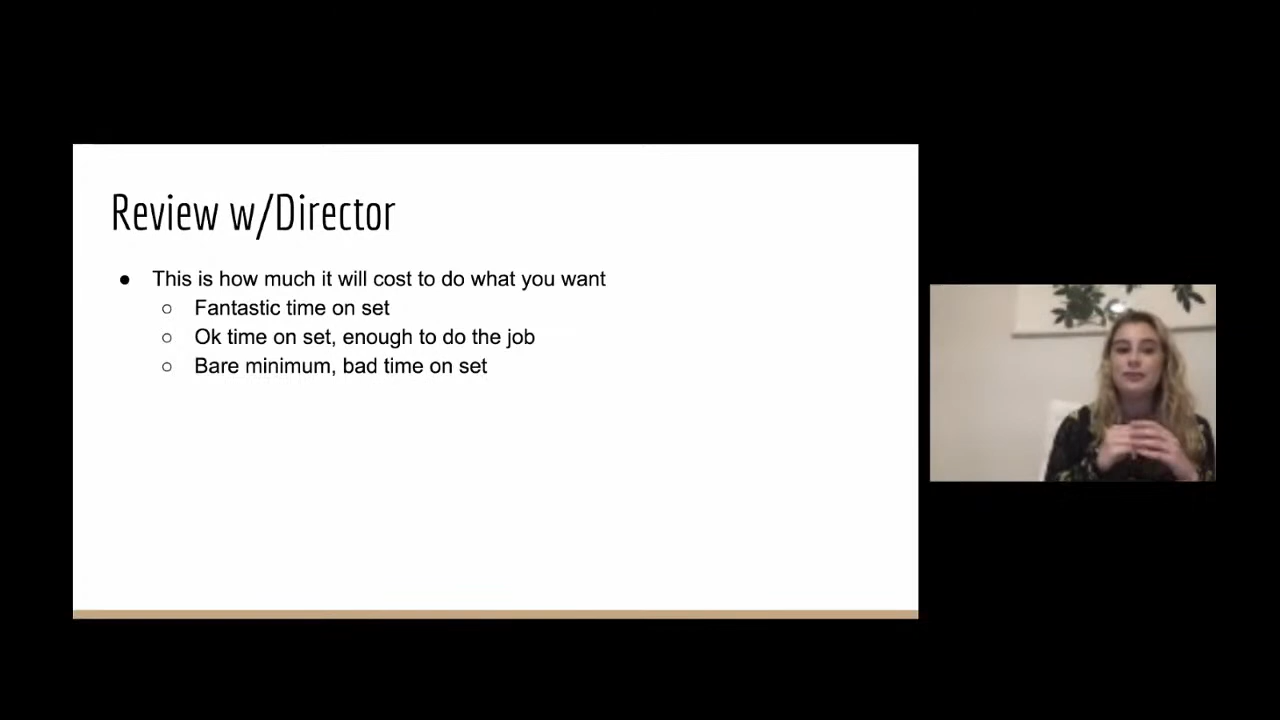 Review w/Director
● This is how much it will cost to do what you want
○ Fantastic time on set
○ Ok time on set, enough to do the job
○ Bare minimum, bad time on set